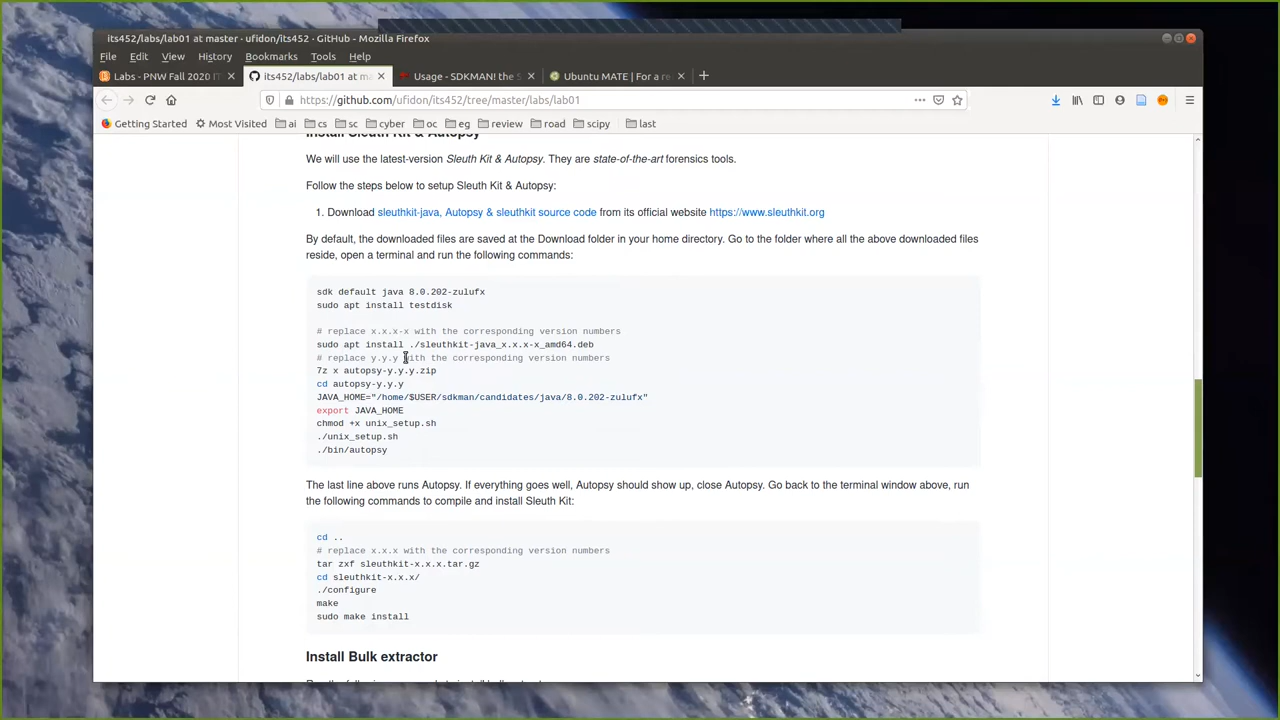 its452/labs/lab01 at master · ufidon/its452 · GitHub - Mozilla Firefox
File Edit View History Bookmarks Tools Help
Labs - PNW Fall 2020 IT
its452/labs/lab01 at ma
Usage - SDKMAN! the S
Ubuntu MATE | For a re
https://github.com/ufidon/its452/tree/master/labs/lab01
Getting Started Most Visited ai cs sc cyber oc eg review road scipy last
Install Sleuth Kit & Autopsy
We will use the latest-version Sleuth Kit & Autopsy. They are state-of-the-art forensics tools.
Follow the steps below to setup Sleuth Kit & Autopsy:
1. Download sleuthkit-java, Autopsy & sleuthkit source code from its official website https://www.sleuthkit.org
By default, the downloaded files are saved at the Download folder in your home directory. Go to the folder where all the above downloaded files
reside, open a terminal and run the following commands:
sdk default java 8.0.202-zulufx
sudo apt install testdisk
# replace x.x.x-x with the corresponding version numbers
sudo apt install ./sleuthkit-java_x.x.x-x_amd64.deb
# replace y.y.y with the corresponding version numbers
7z x autopsy-y.y.y.zip
cd autopsy-y.y.y
JAVA_HOME="/home/$USER/sdkman/candidates/java/8.0.202-zulufx"
export JAVA_HOME
chmod +x unix_setup.sh
./unix_setup.sh
./bin/autopsy
The last line above runs Autopsy. If everything goes well, Autopsy should show up, close Autopsy. Go back to the terminal window above, run
the following commands to compile and install Sleuth Kit:
cd ..
# replace x.x.x with the corresponding version numbers
tar zxf sleuthkit-x.x.x.tar.gz
cd sleuthkit-x.x.x/
./configure
make
sudo make install
Install Bulk extractor